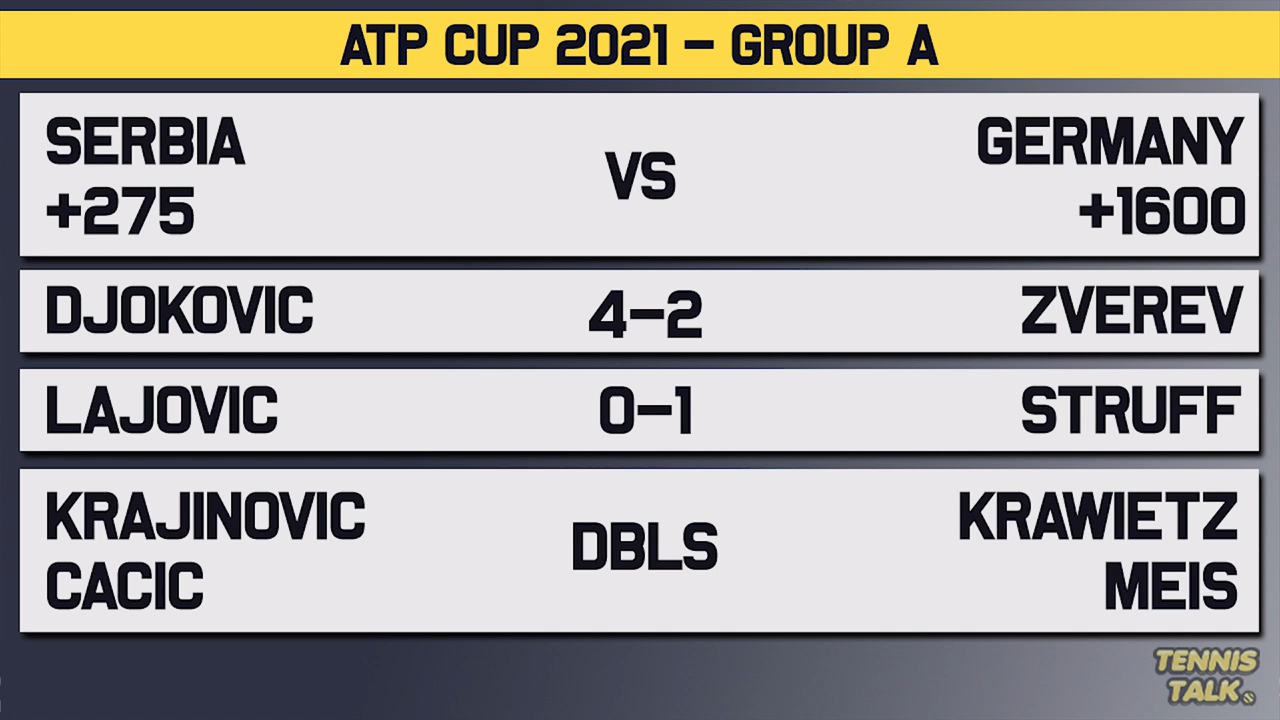 ATP CUP 2021 – GROUP A
SERBIA
+275
VS
GERMANY
+1600
DJOKOVIC 4–2 ZVEREV
LAJOVIC 0–1 STRUFF
KRAJINOVIC
CACIC
DBLS
KRAWIETZ
MEIS
TENNIS
TALK